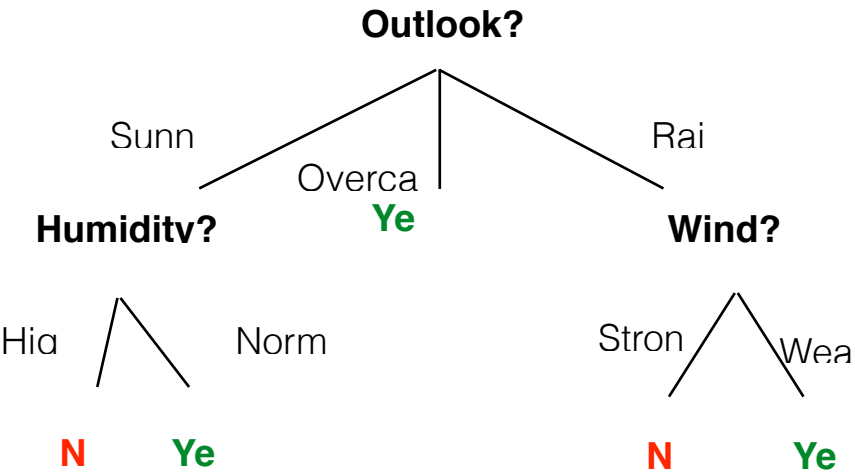 Outlook?
Sunn
Rai
Overca
Ye
Humidity?
Wind?
Hig
Norm
Stron
Wea
N
Ye
N
Ye